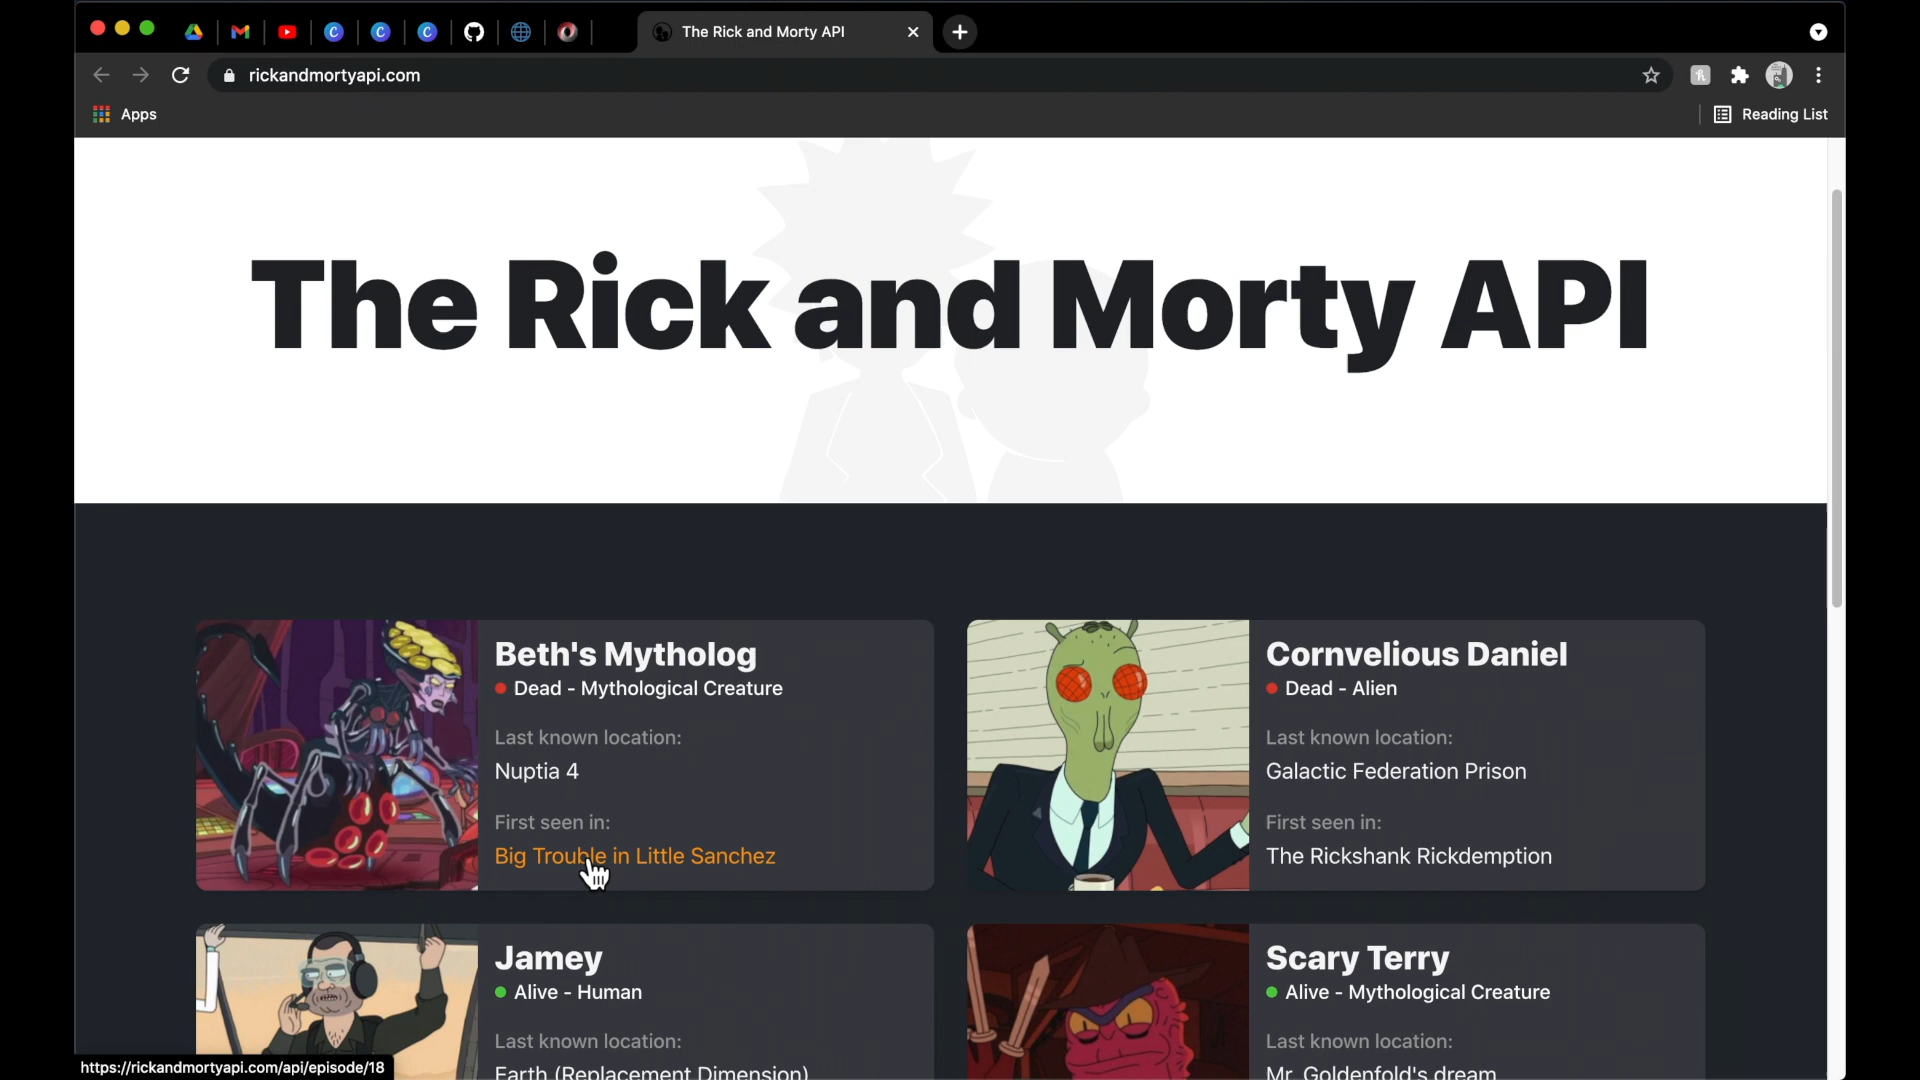 The Rick and Morty API
rickandmortyapi.com
Apps
Reading List
The Rick and Morty API
Beth's Mytholog
Dead - Mythological Creature
Last known location:
Nuptia 4
First seen in:
Big Trouble in Little Sanchez
Cornvelious Daniel
Dead - Alien
Last known location:
Galactic Federation Prison
First seen in:
The Rickshank Rickdemption
Jamey
Alive - Human
Last known location:
Earth (Replacement Dimension)
Scary Terry
Alive - Mythological Creature
Last known location:
Mr. Goldenfold's dream
https://rickandmortyapi.com/api/episode/18